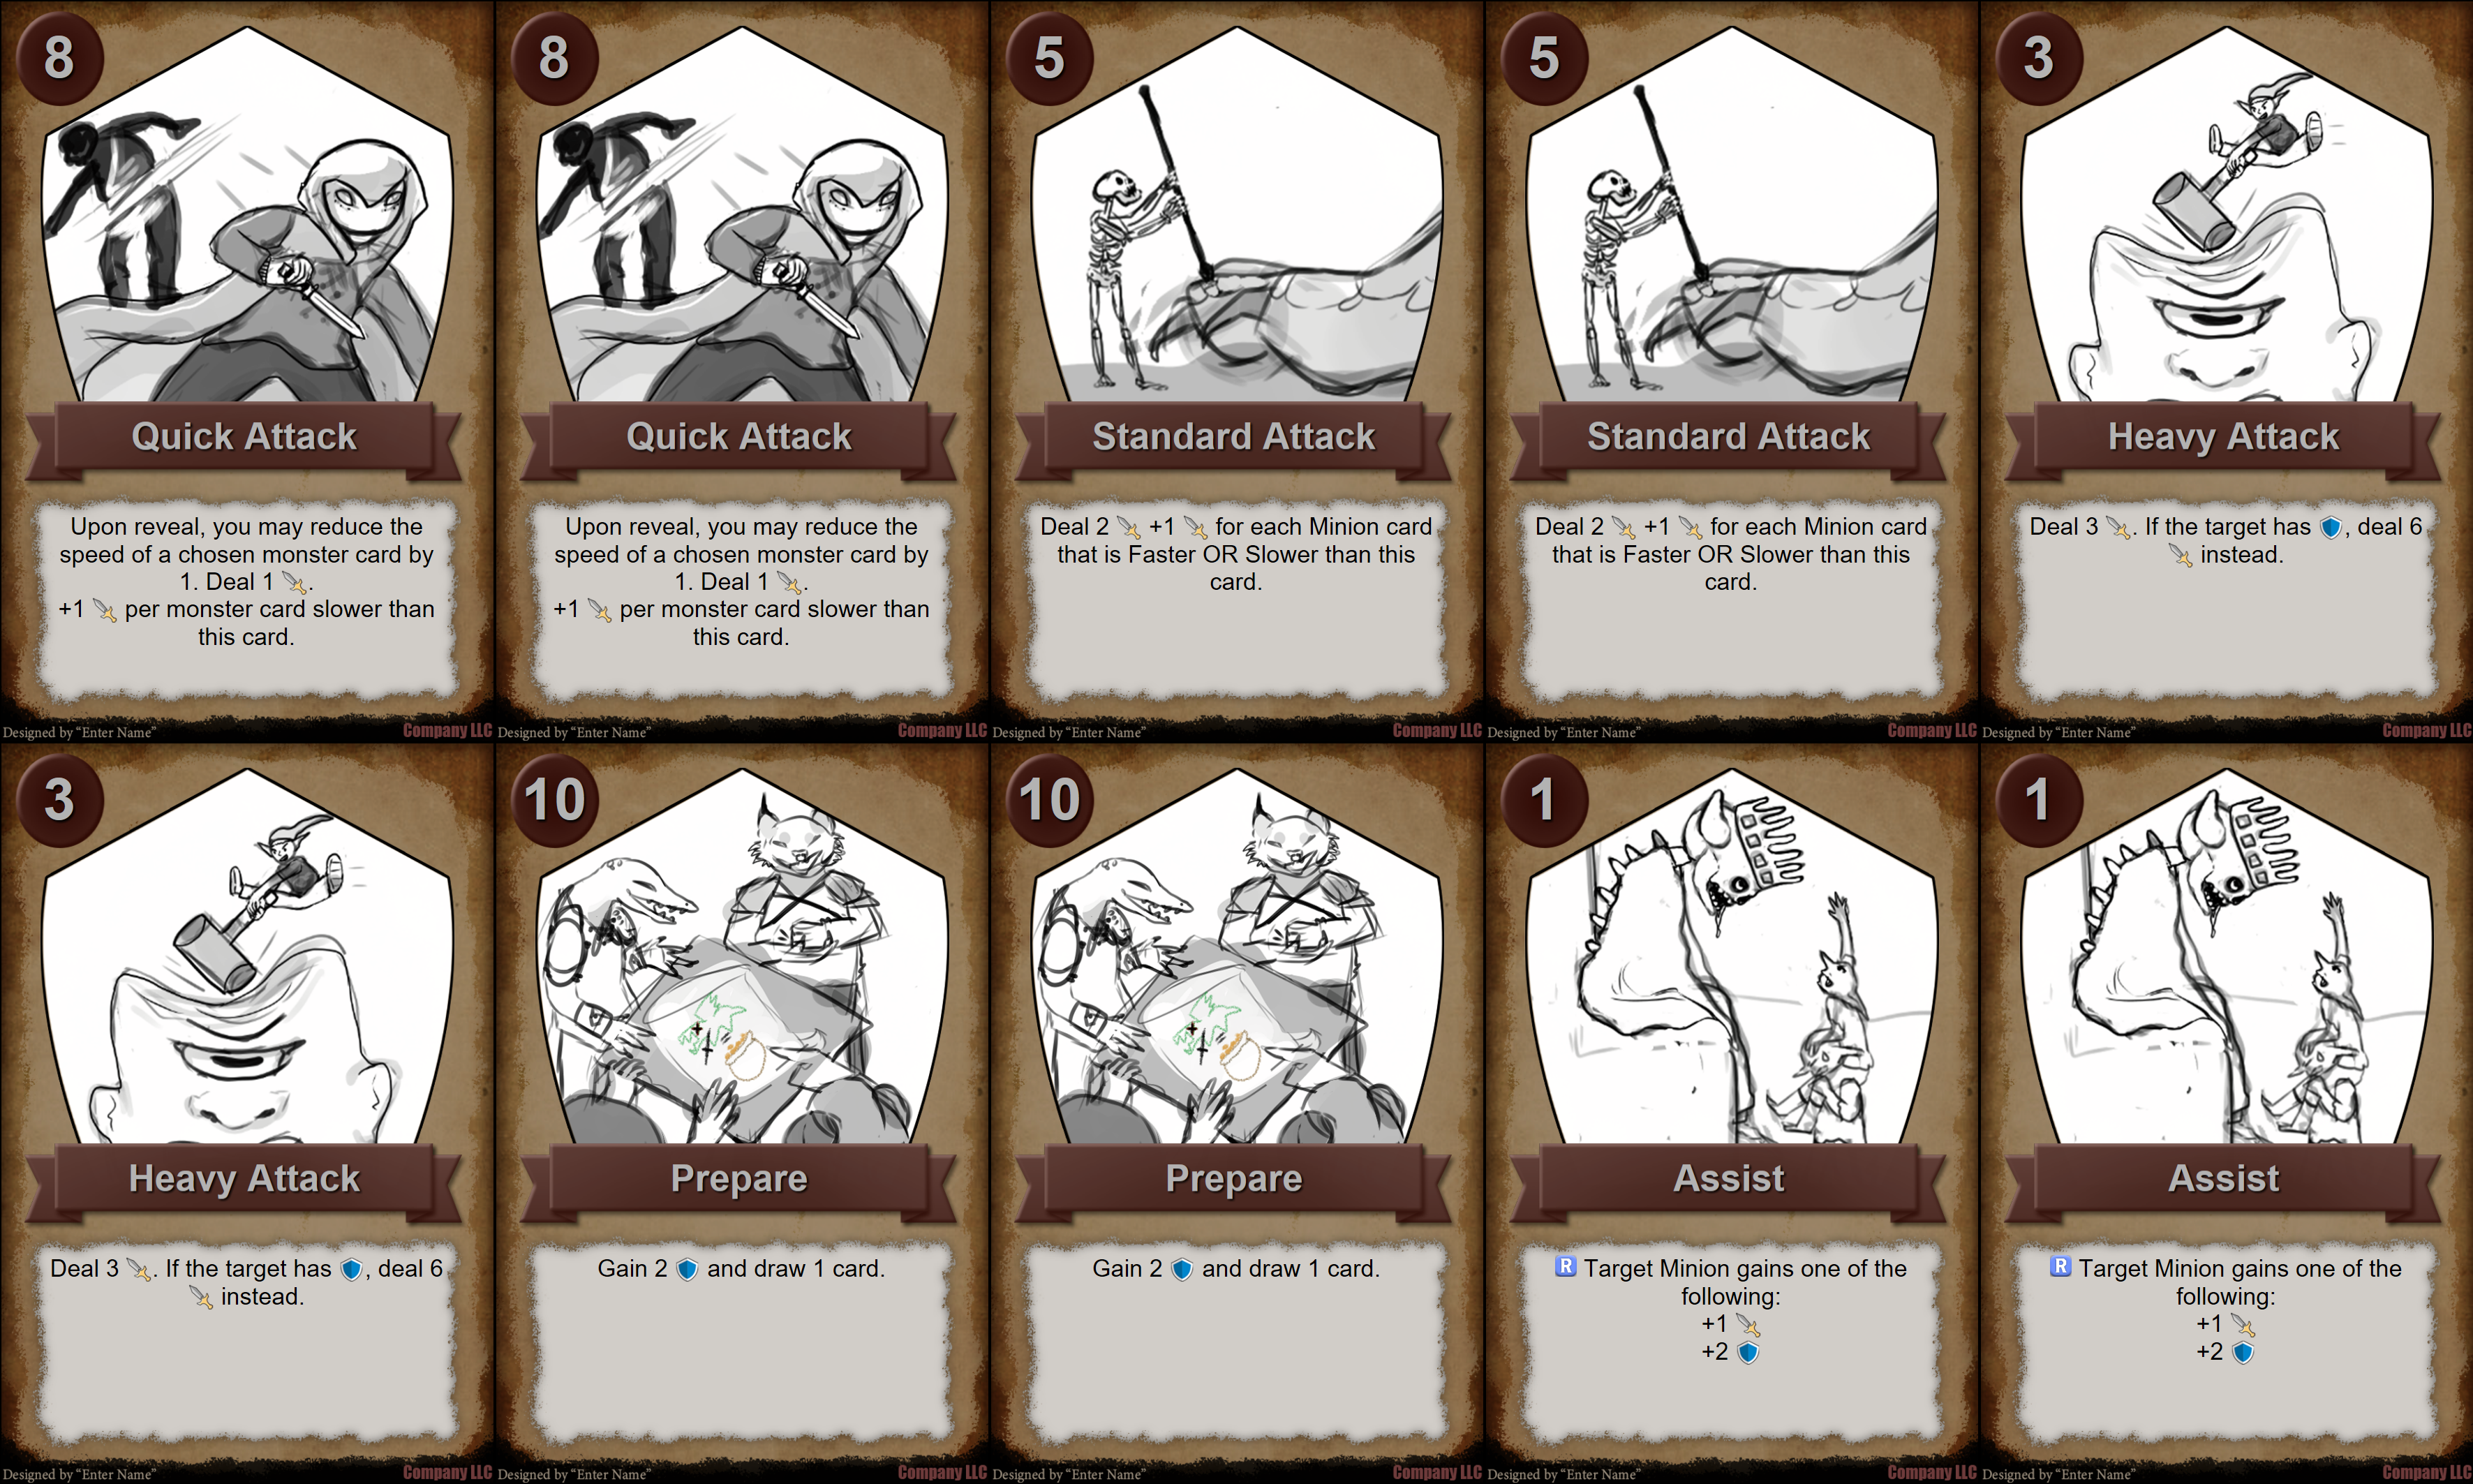 8
Quick Attack
Upon reveal, you may reduce the
speed of a chosen monster card by
1. Deal 1 .
+1 per monster card slower than
this card.
Designed by “Enter Name”
Company LLC
8
Quick Attack
Upon reveal, you may reduce the
speed of a chosen monster card by
1. Deal 1 .
+1 per monster card slower than
this card.
Designed by “Enter Name”
Company LLC
5
Standard Attack
Deal 2 +1 for each Minion card
that is Faster OR Slower than this
card.
Designed by “Enter Name”
Company LLC
5
Standard Attack
Deal 2 +1 for each Minion card
that is Faster OR Slower than this
card.
Designed by “Enter Name”
Company LLC
3
Heavy Attack
Deal 3 . If the target has , deal 6
instead.
Designed by “Enter Name”
Company LLC
3
Heavy Attack
Deal 3 . If the target has , deal 6
instead.
Designed by “Enter Name”
Company LLC
10
Prepare
Gain 2 and draw 1 card.
Designed by “Enter Name”
Company LLC
10
Prepare
Gain 2 and draw 1 card.
Designed by “Enter Name”
Company LLC
1
Assist
R Target Minion gains one of the
following:
+1
+2
Designed by “Enter Name”
Company LLC
1
Assist
R Target Minion gains one of the
following:
+1
+2
Designed by “Enter Name”
Company LLC